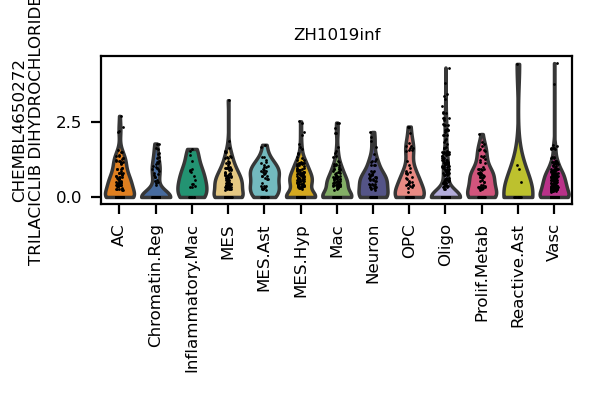 ZH1019inf
CHEMBL4650272
TRILACICLIB DIHYDROCHLORIDE
2.5
0.0
AC
Chromatin.Reg
Inflammatory.Mac
MES
MES.Ast
MES.Hyp
Mac
Neuron
OPC
Oligo
Prolif.Metab
Reactive.Ast
Vasc